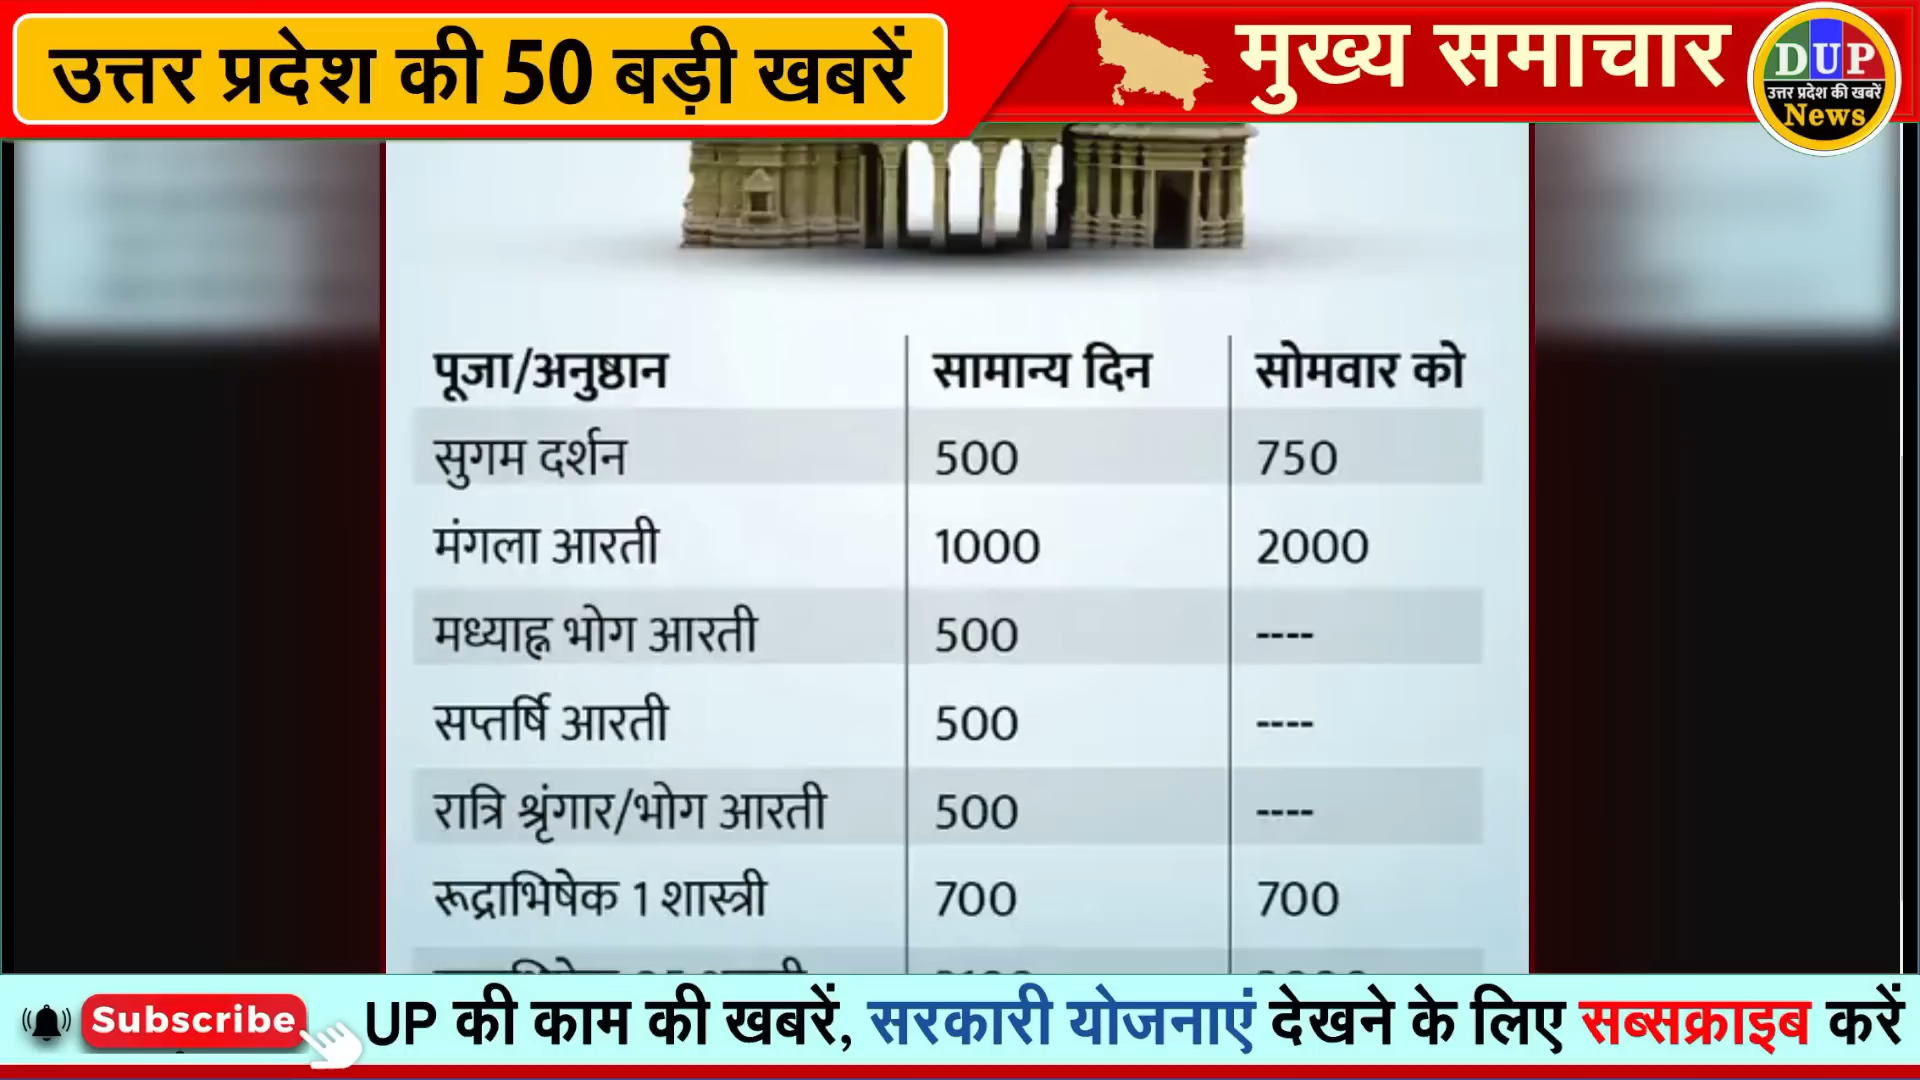 उत्तर प्रदेश की 50 बड़ी खबरें
मुख्य समाचार
DUP
उत्तर प्रदेश की खबरें
News
पूजा/अनुष्ठान सामान्य दिन सोमवार को
सुगम दर्शन 500 750
मंगला आरती 1000 2000
मध्याह्न भोग आरती 500 ----
सप्तर्षि आरती 500 ----
रात्रि श्रृंगार/भोग आरती 500 ----
रूद्राभिषेक 1 शास्त्री 700 700
Subscribe UP की काम की खबरें, सरकारी योजनाएं देखने के लिए सब्सक्राइब करें